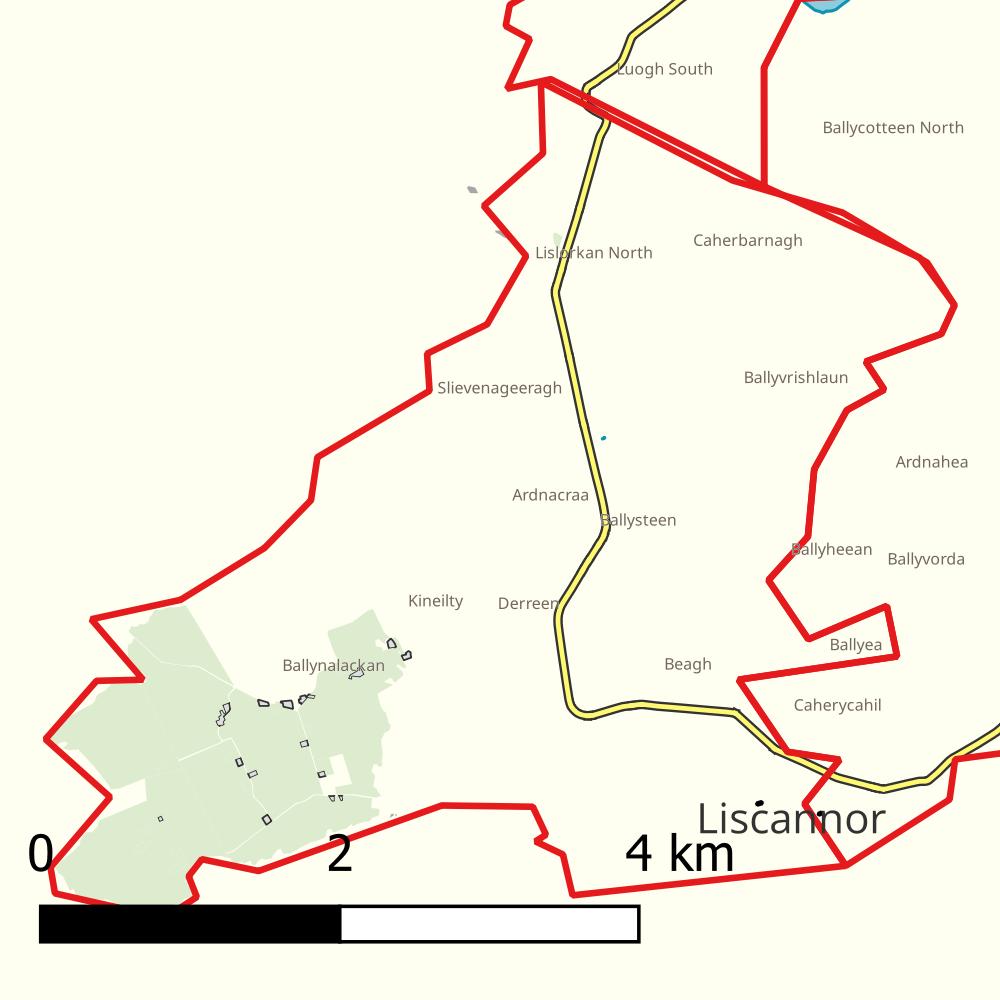 Luogh South
Ballycotteen North
Caherbarnagh
Lislorkan North
Ballyvrishlaun
Slievenageeragh
Ardnahea
Ardnacraa
Ballysteen
Ballyheean
Ballyvorda
Kineilty
Derreen
Ballyea
Beagh
Ballynalackan
Caherycahil
Liscannor
0 2 4 km